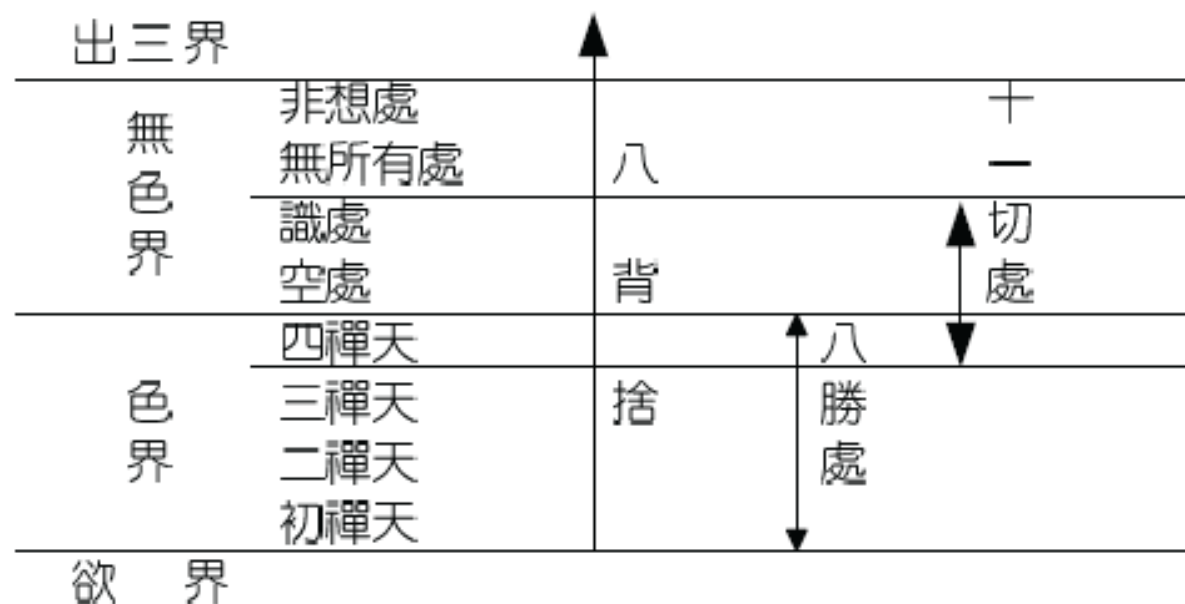 出三界
無色界
非想處
無所有處
識處
空處
八背捨
十一切處
色界
四禪天
三禪天
二禪天
初禪天
八勝處
欲 界